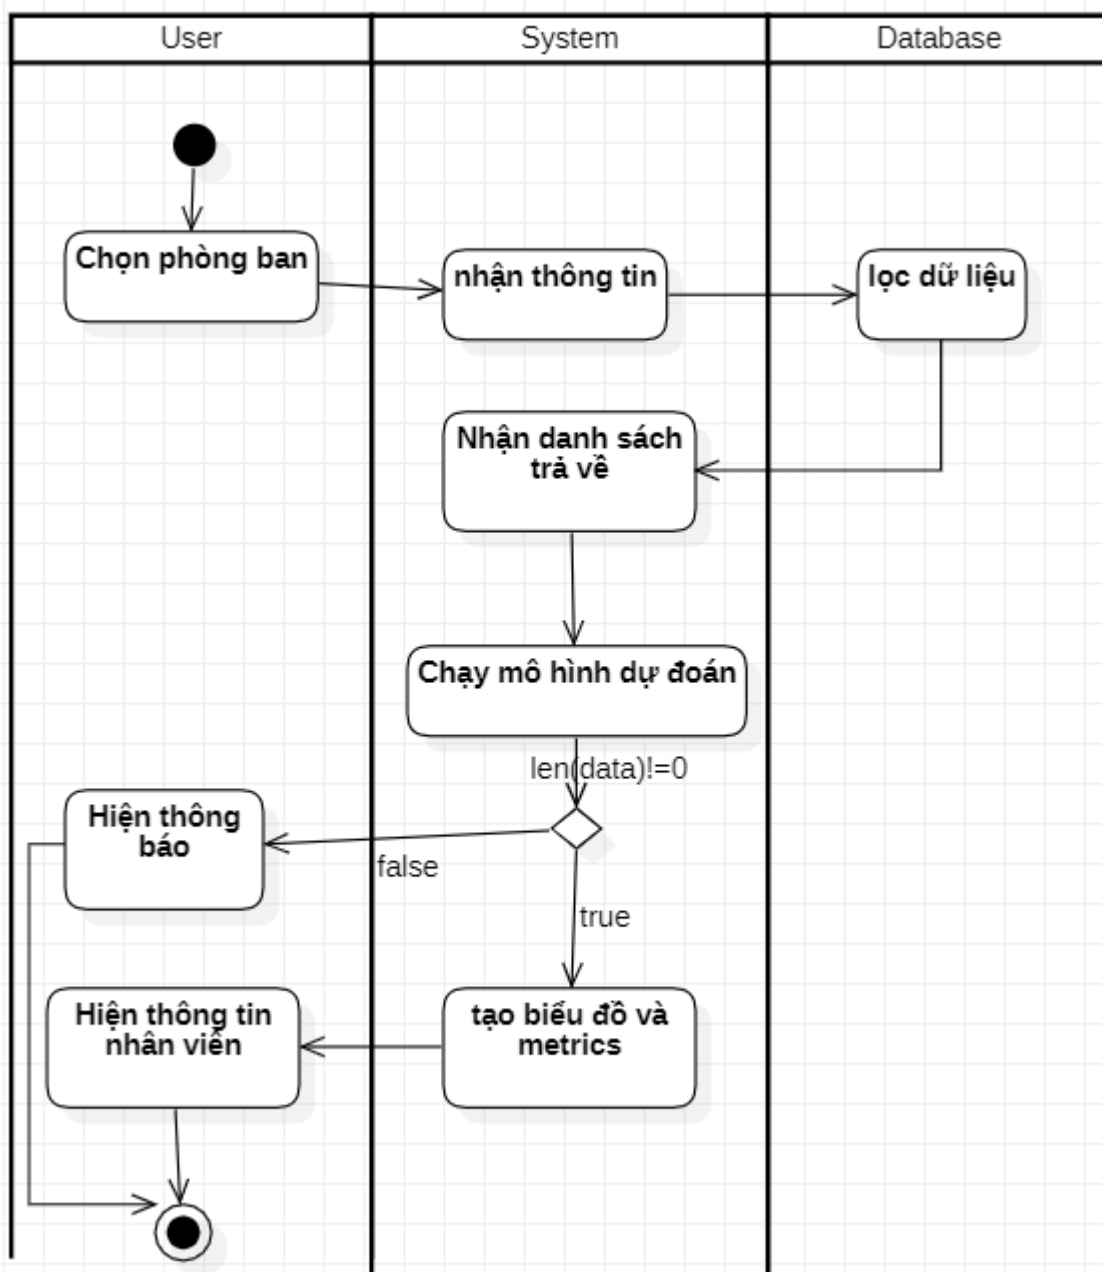 User
System
Database
Chọn phòng ban
nhận thông tin
lọc dữ liệu
Nhận danh sách
trả về
Chạy mô hình dự đoán
len(data)!=0
Hiện thông
báo
false
true
Hiện thông tin
nhân viên
tạo biểu đồ và
metrics